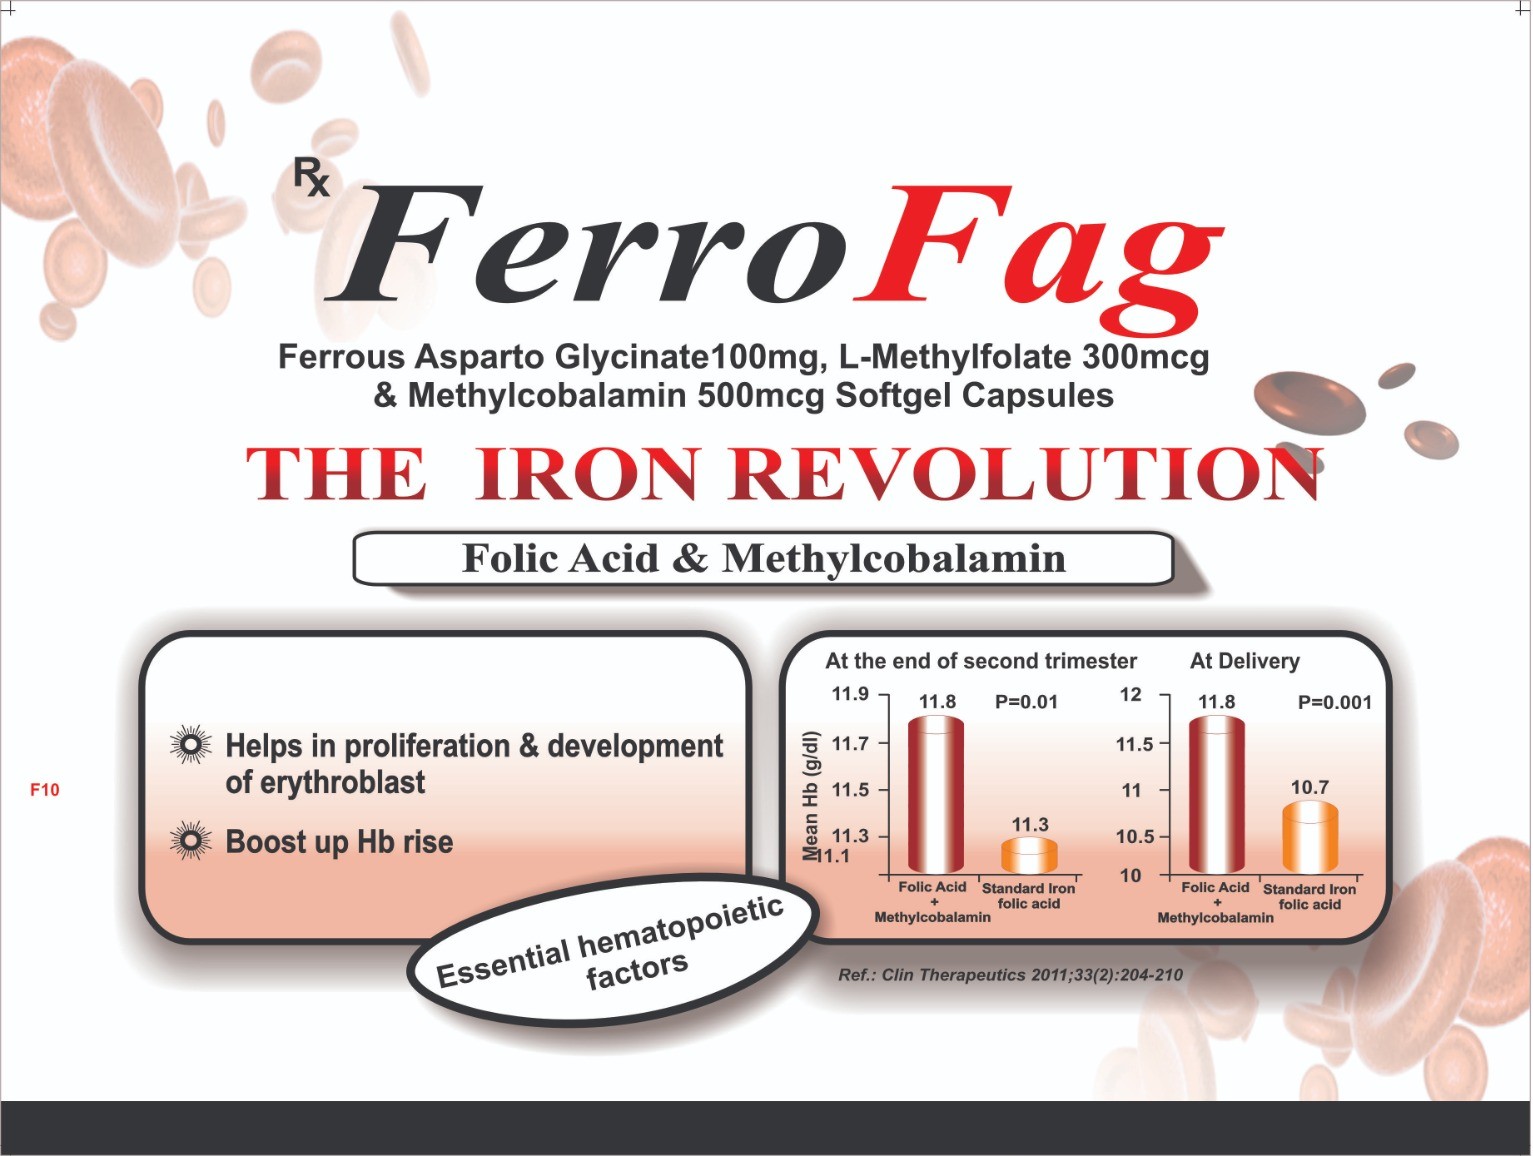 Rx
FerroFag
Ferrous Asparto Glycinate100mg, L-Methylfolate 300mcg
& Methylcobalamin 500mcg Softgel Capsules
THE IRON REVOLUTION
Folic Acid & Methylcobalamin
Helps in proliferation & development
of erythroblast
Boost up Hb rise
Essential hematopoietic
factors
At the end of second trimester
Mean Hb (g/dl)
11.9
11.7
11.5
11.3
11.1
11.8
P=0.01
11.3
Folic Acid
+
Methylcobalamin
Standard Iron
folic acid
At Delivery
12
11.5
11
10.5
10
11.8
P=0.001
10.7
Folic Acid
+
Methylcobalamin
Standard Iron
folic acid
Ref.: Clin Therapeutics 2011;33(2):204-210
F10